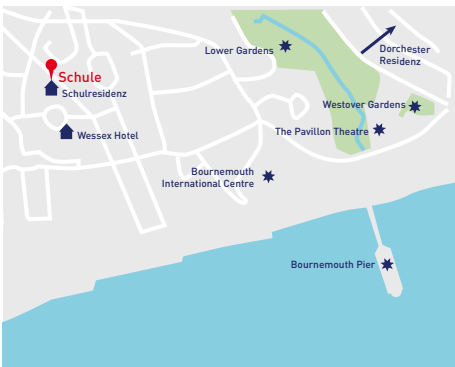 Lower Gardens
Dorchester
Residenz
Schule
Schulresidenz
Westover Gardens
Wessex Hotel
The Pavillon Theatre
Bournemouth
International Centre
Bournemouth Pier